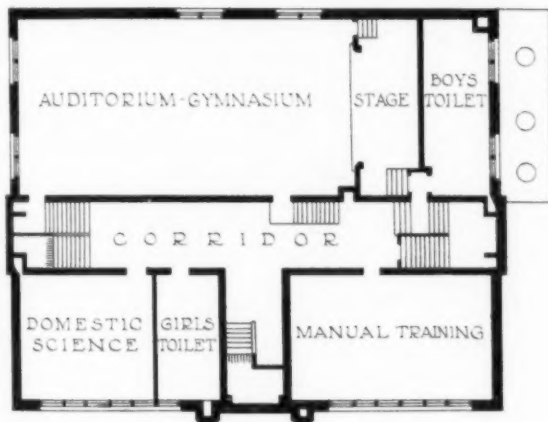 AUDITORIUM-GYMNASIUM
STAGE
BOYS
TOILET
CORRIDOR
DOMESTIC
SCIENCE
GIRLS
TOILET
MANUAL TRAINING